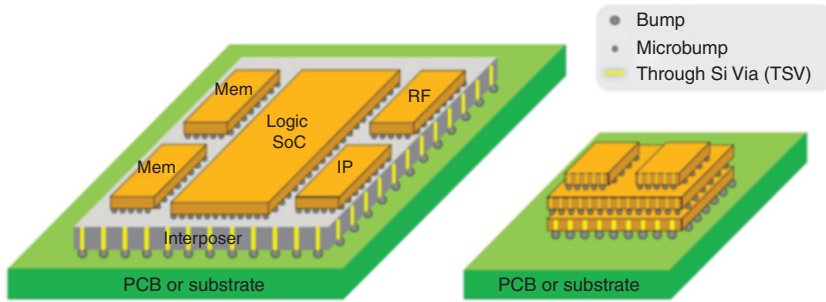 Bump
Microbump
Through Si Via (TSV)
Mem
RF
Logic
SoC
Mem
IP
Interposer
PCB or substrate
PCB or substrate